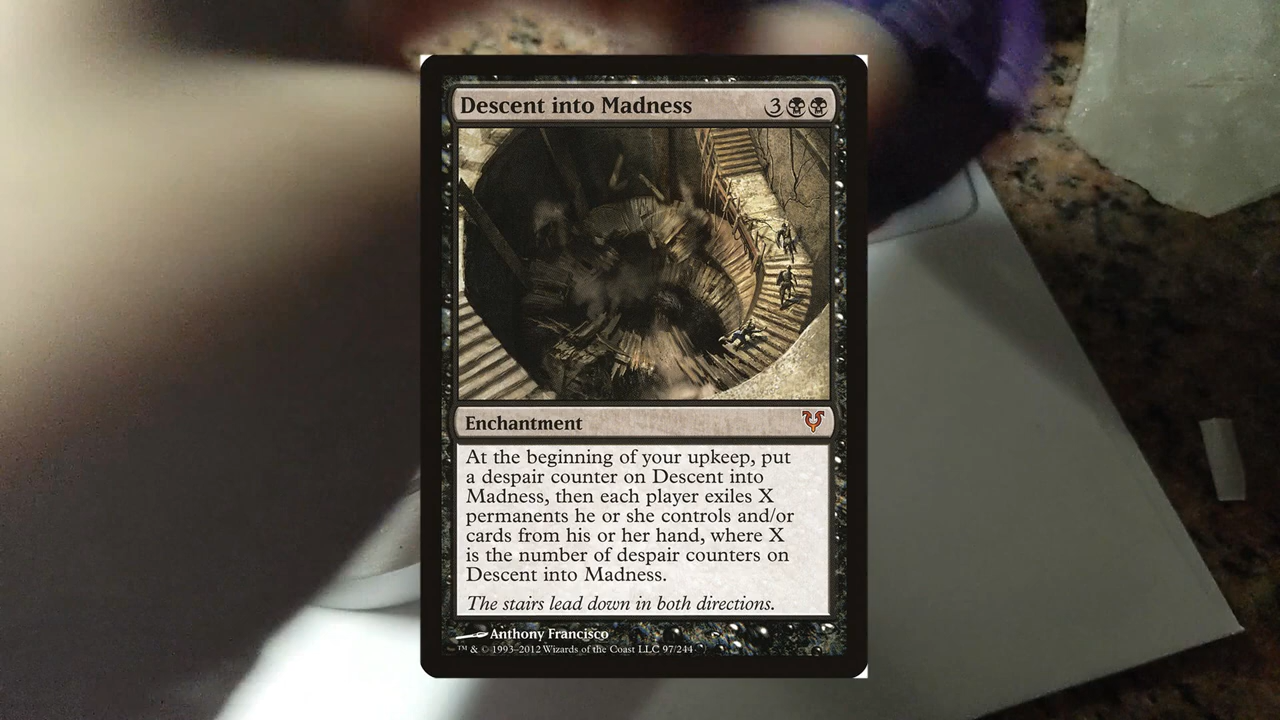 Descent into Madness 3
Enchantment
At the beginning of your upkeep, put
a despair counter on Descent into
Madness, then each player exiles X
permanents he or she controls and/or
cards from his or her hand, where X
is the number of despair counters on
Descent into Madness.
The stairs lead down in both directions.
Anthony Francisco
™ & © 1993–2012 Wizards of the Coast LLC 97/244